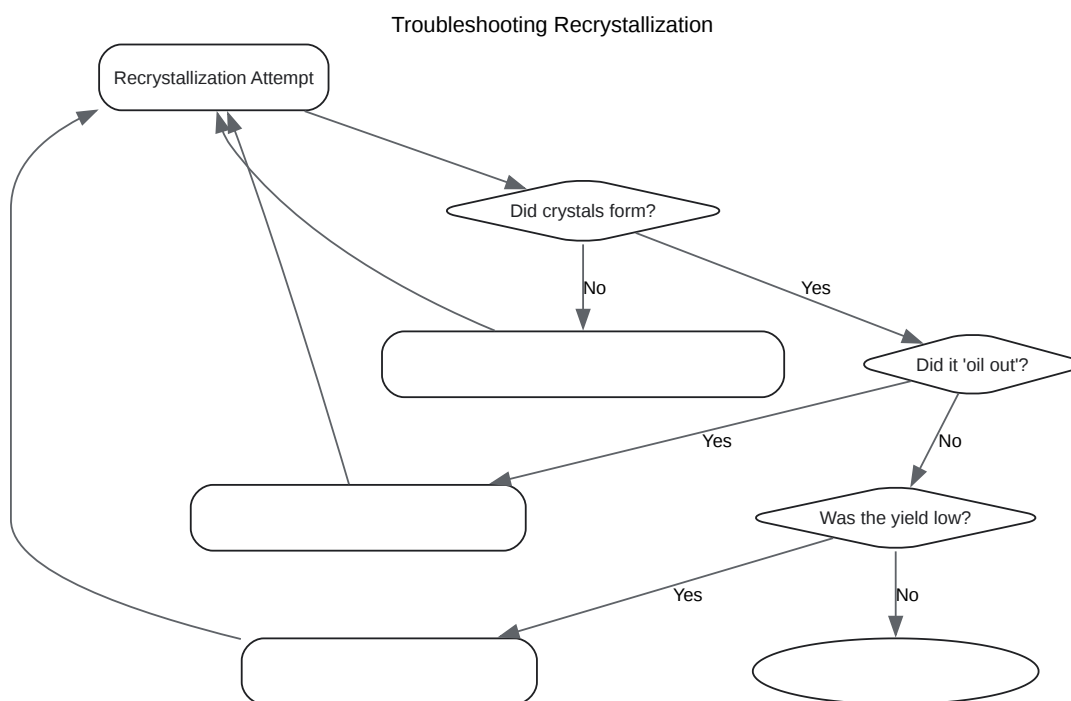 Troubleshooting Recrystallization
Recrystallization Attempt
Did crystals form?
No
Yes
Did it 'oil out'?
Yes
No
Was the yield low?
Yes
No